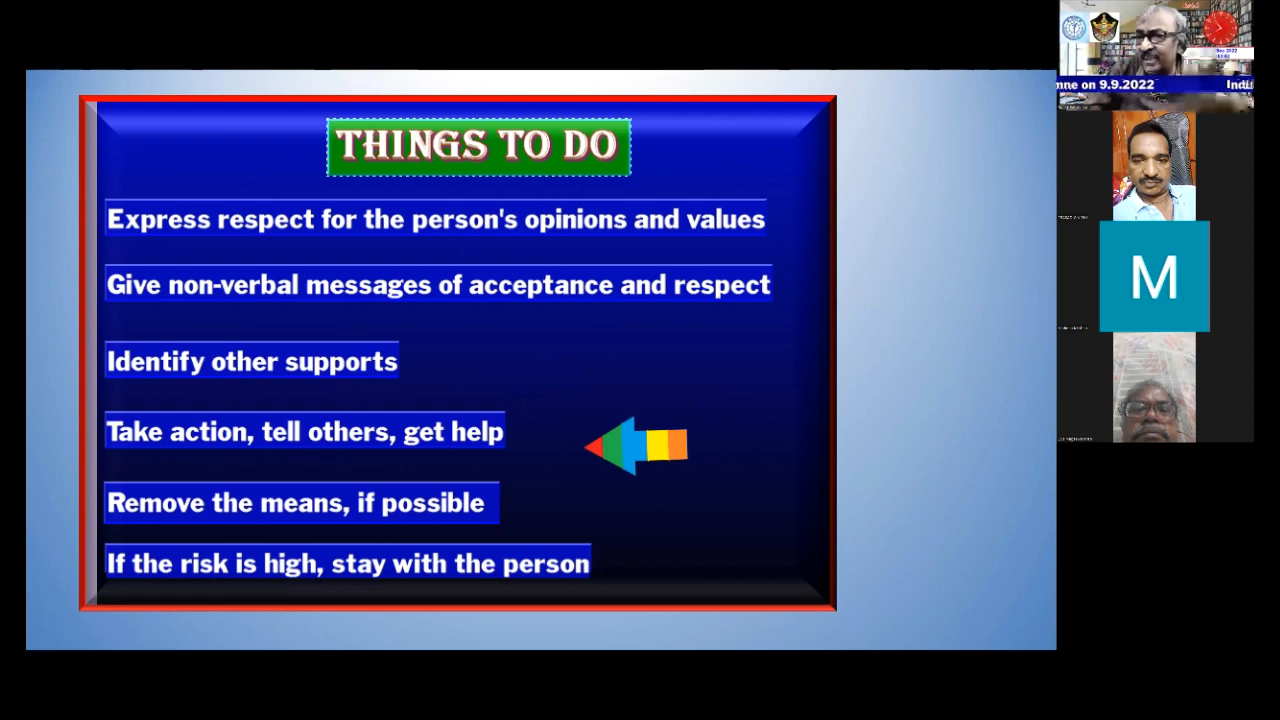 THINGS TO DO
Express respect for the person's opinions and values
Give non-verbal messages of acceptance and respect
Identify other supports
Take action, tell others, get help
Remove the means, if possible
If the risk is high, stay with the person
on 9.9.2022
M